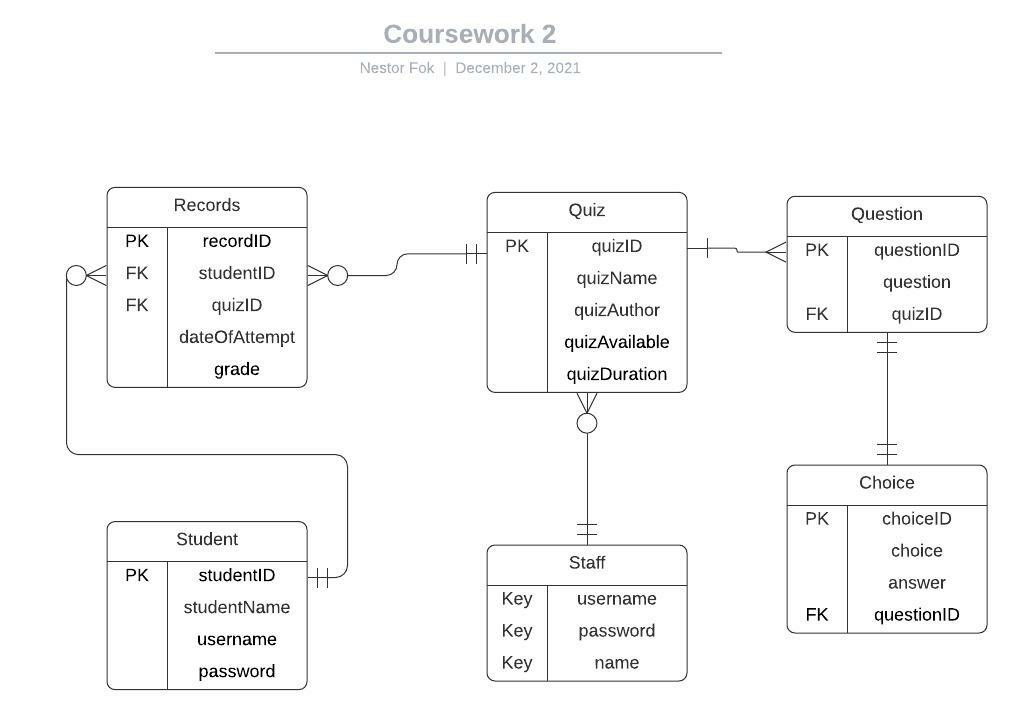 Coursework 2
Nestor Fok | December 2, 2021
Records
PK recordID
FK studentID
FK quizID
dateOfAttempt
grade
Quiz
PK quizID
quizName
quizAuthor
quizAvailable
quizDuration
Question
PK questionID
question
FK quizID
Student
PK studentID
studentName
username
password
Staff
Key username
Key password
Key name
Choice
PK choiceID
choice
answer
FK questionID